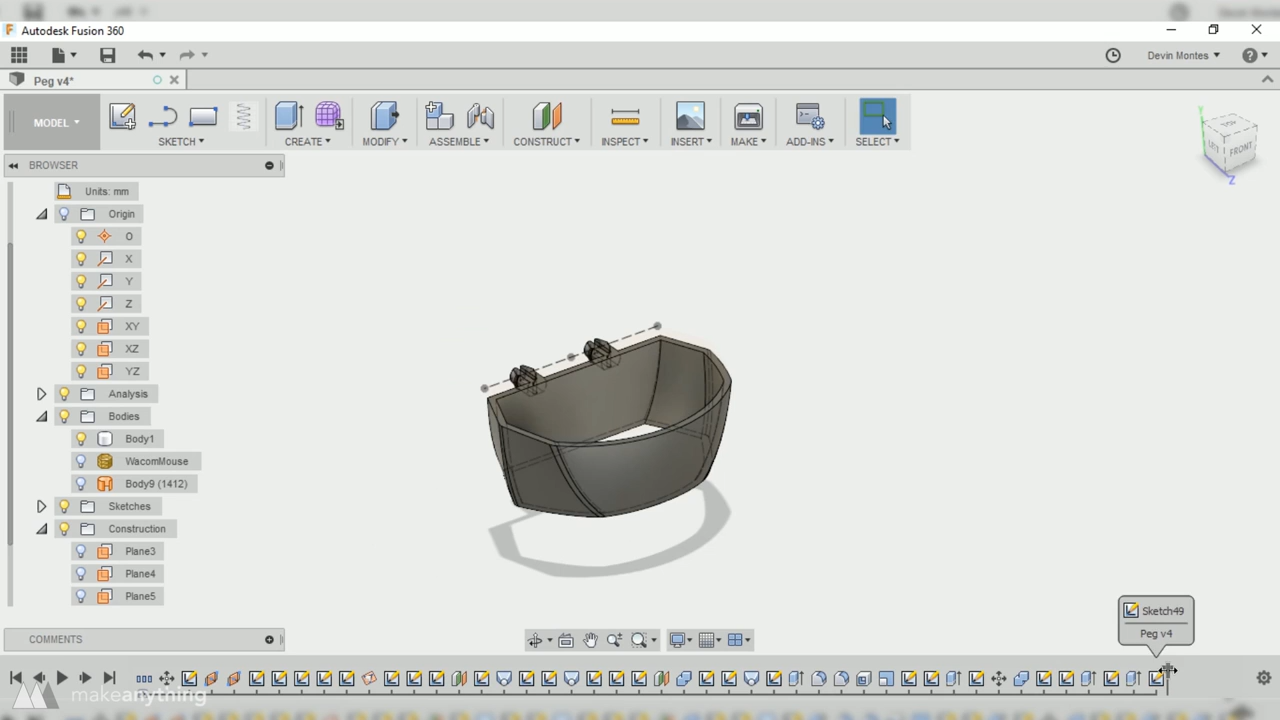 Autodesk Fusion 360
Devin Montes
Peg v4*
MODEL
SKETCH
CREATE
MODIFY
ASSEMBLE
CONSTRUCT
INSPECT
INSERT
MAKE
ADD-INS
SELECT
Y
TOP
LEFT
FRONT
Z
BROWSER
Units: mm
Origin
O
X
Y
Z
XY
XZ
YZ
Analysis
Bodies
Body1
WacomMouse
Body9 (1412)
Sketches
Construction
Plane3
Plane4
Plane5
Sketch49
Peg v4
COMMENTS
makeanything